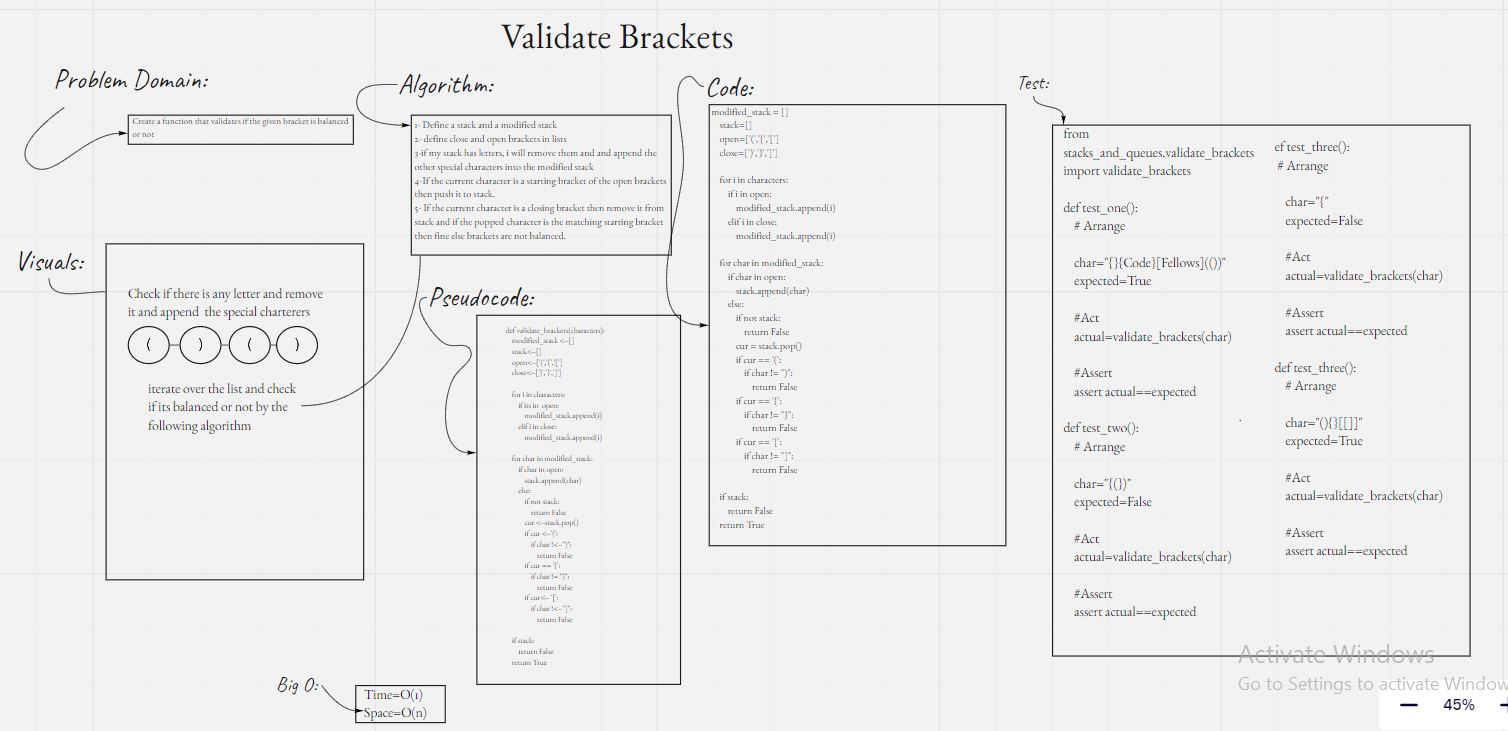 Validate Brackets
Problem Domain:
Create a function that validates if the given bracket is balanced
or not
Algorithm:
1- Define a stack and a modified stack
2- define close and open brackets in lists
3-if my stack has letters, i will remove them and and append the
other special characters into the modified stack
4-If the current character is a starting bracket of the open brackets
then push it to stack.
5- If the current character is a closing bracket then remove it from
stack and if the popped character is the matching starting bracket
then fine else brackets are not balanced.
Visuals:
Check if there is any letter and remove
it and append the special charterers
( ) ( )
iterate over the list and check
if its balanced or not by the
following algorithm
Pseudocode:
def validate_brackets(characters):
modified_stack <--[]
stack<--[]
open<--['(','{','[']
close<--[')','}',']']
for i in characters:
if its in open:
modified_stack.append(i)
elif i in close:
modified_stack.append(i)
for char in modified_stack:
if char in open:
stack.append(char)
else:
if not stack:
return False
cur <--stack.pop()
if cur <--'(':
if char !<--")":
return False
if cur == '{':
if char != "}":
return False
if cur<-- '[':
if char !<--"]":
return False
if stack:
return False
return True
Big O:
Time=O(1)
Space=O(n)
Code:
modified_stack = []
stack=[]
open=['(','{','[']
close=[')','}',']']
for i in characters:
if i in open:
modified_stack.append(i)
elif i in close:
modified_stack.append(i)
for char in modified_stack:
if char in open:
stack.append(char)
else:
if not stack:
return False
cur = stack.pop()
if cur == '(':
if char != ")":
return False
if cur == '{':
if char != "}":
return False
if cur == '[':
if char != "]":
return False
if stack:
return False
return True
Test:
from
stacks_and_queues.validate_brackets
import validate_brackets
def test_one():
# Arrange
char="{}{Code}[Fellows](())"
expected=True
#Act
actual=validate_brackets(char)
#Assert
assert actual==expected
def test_two():
# Arrange
char="{(})"
expected=False
#Act
actual=validate_brackets(char)
#Assert
assert actual==expected
ef test_three():
# Arrange
char="{"
expected=False
#Act
actual=validate_brackets(char)
#Assert
assert actual==expected
def test_three():
# Arrange
char="(){}[[]]"
expected=True
#Act
actual=validate_brackets(char)
#Assert
assert actual==expected
Activate Windows
Go to Settings to activate Window
45%